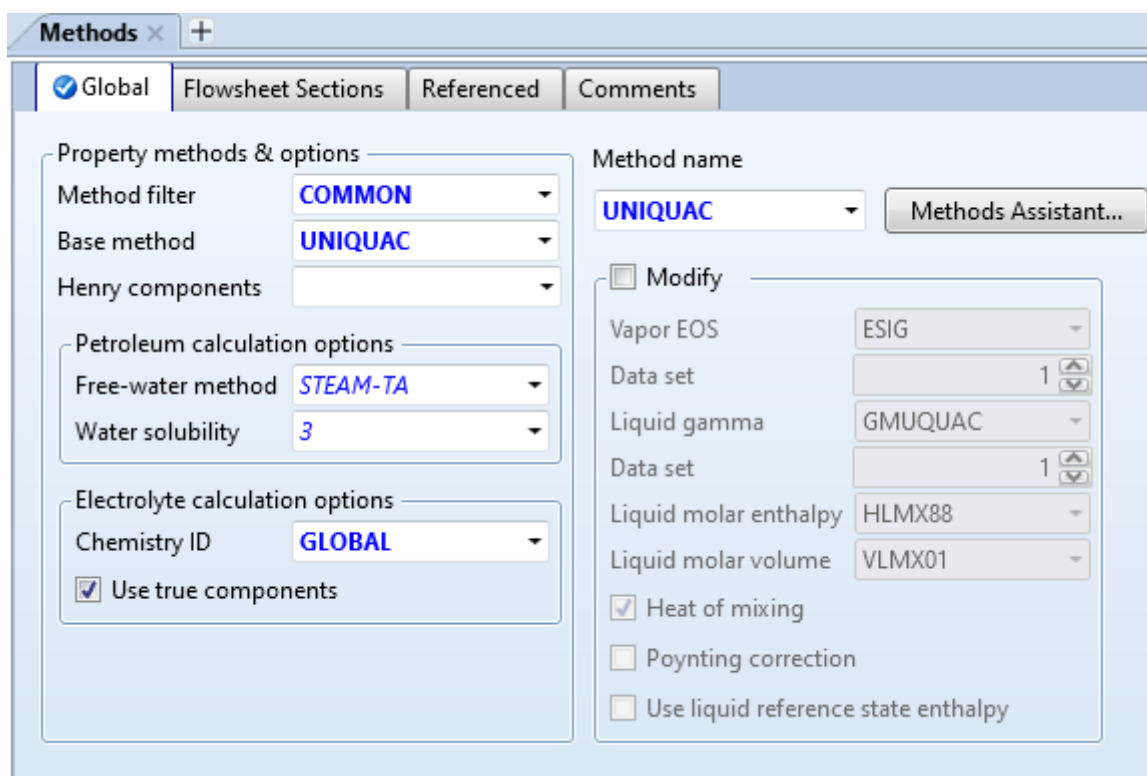 Methods
Global Flowsheet Sections Referenced Comments
Property methods & options
Method filter COMMON
Base method UNIQUAC
Henry components
Petroleum calculation options
Free-water method STEAM-TA
Water solubility 3
Electrolyte calculation options
Chemistry ID GLOBAL
Use true components
Method name
UNIQUAC Methods Assistant...
Modify
Vapor EOS ESIG
Data set 1
Liquid gamma GMUQUAC
Data set 1
Liquid molar enthalpy HLMX88
Liquid molar volume VLMX01
Heat of mixing
Poynting correction
Use liquid reference state enthalpy